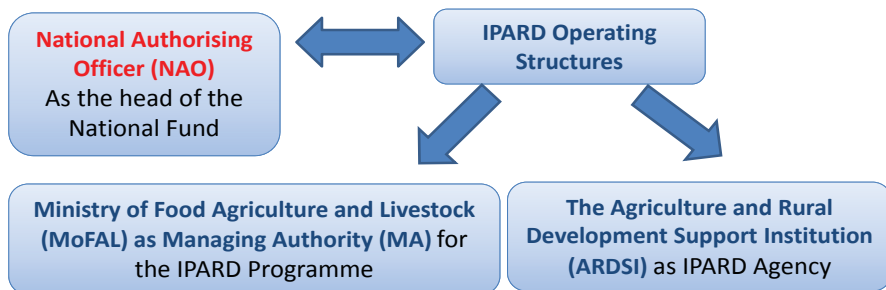 National Authorising
Officer (NAO)
As the head of the
National Fund
IPARD Operating
Structures
Ministry of Food Agriculture and Livestock
(MoFAL) as Managing Authority (MA) for
the IPARD Programme
The Agriculture and Rural
Development Support Institution
(ARDSI) as IPARD Agency